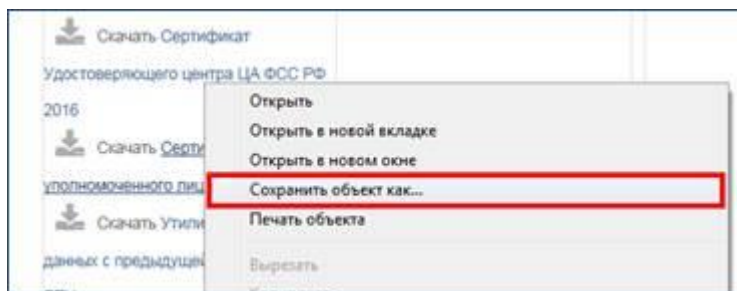 Скачать Сертификат
Удостоверяющего центра ЦА ФСС РФ
2016
Скачать
уполномоченного
Скачать
данных с предыдущей
Открыть
Открыть в новой вкладке
Открыть в новом окне
Сохранить объект как...
Печать объекта
Вырезать